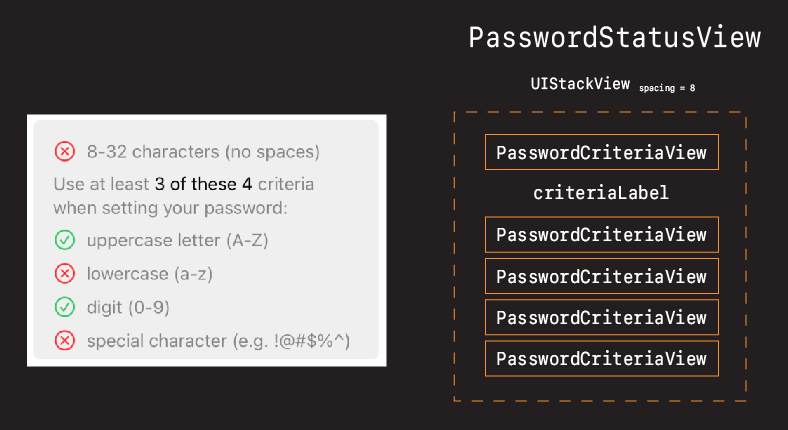 PasswordStatusView
UIStackView spacing = 8
8-32 characters (no spaces)
Use at least 3 of these 4 criteria
when setting your password:
uppercase letter (A-Z)
lowercase (a-z)
digit (0-9)
special character (e.g. !@#$%^)
PasswordCriteriaView
criteriaLabel
PasswordCriteriaView
PasswordCriteriaView
PasswordCriteriaView
PasswordCriteriaView